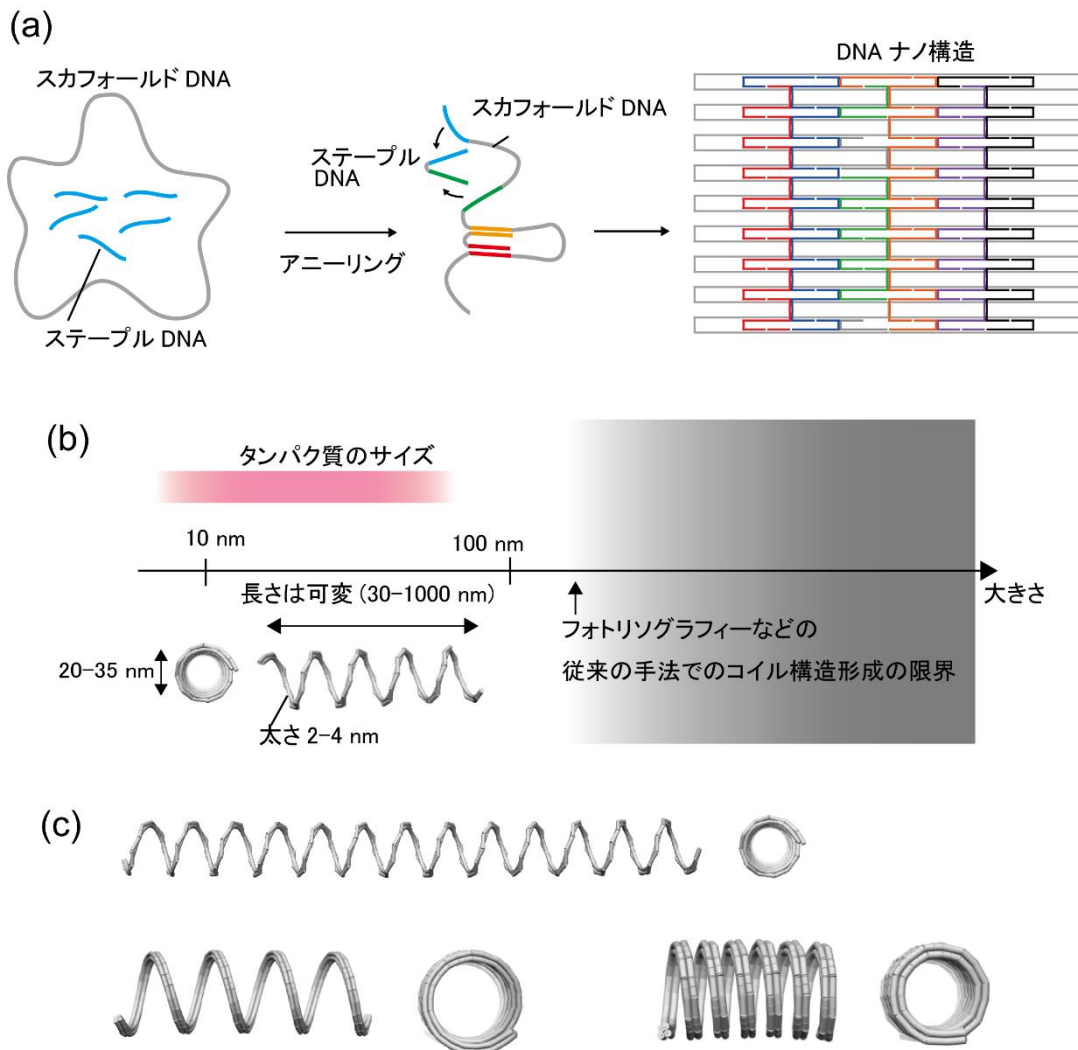 (a)
スカフォールド DNA
ステープル DNA
アニーリング
ステープル
DNA
スカフォールド DNA
DNA ナノ構造
(b)
タンパク質のサイズ
10 nm
100 nm
大きさ
長さは可変 (30-1000 nm)
20-35 nm
太さ 2-4 nm
フォトリソグラフィーなどの
従来の手法でのコイル構造形成の限界
(c)